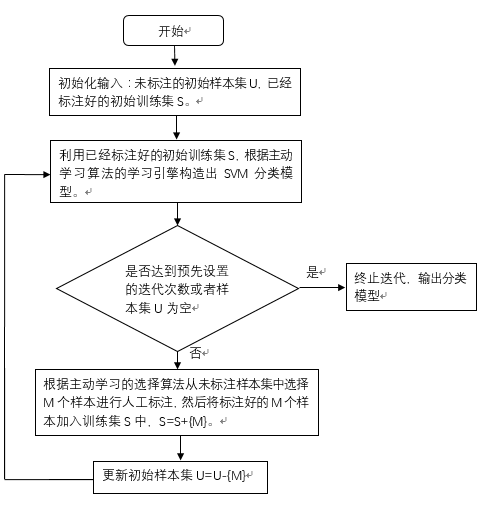 开始
初始化输入：未标注的初始样本集 U，已经
标注好的初始训练集 S。
利用已经标注好的初始训练集 S，根据主动
学习算法的学习引擎构造出 SVM 分类模
型。
是否达到预先设置
的迭代次数或者样
本集 U 为空
是
终止迭代，输出分类
模型
否
根据主动学习的选择算法从未标注样本集中选择
M 个样本进行人工标注，然后将标注好的 M 个样
本加入训练集 S 中，S=S+{M}。
更新初始样本集 U=U-{M}